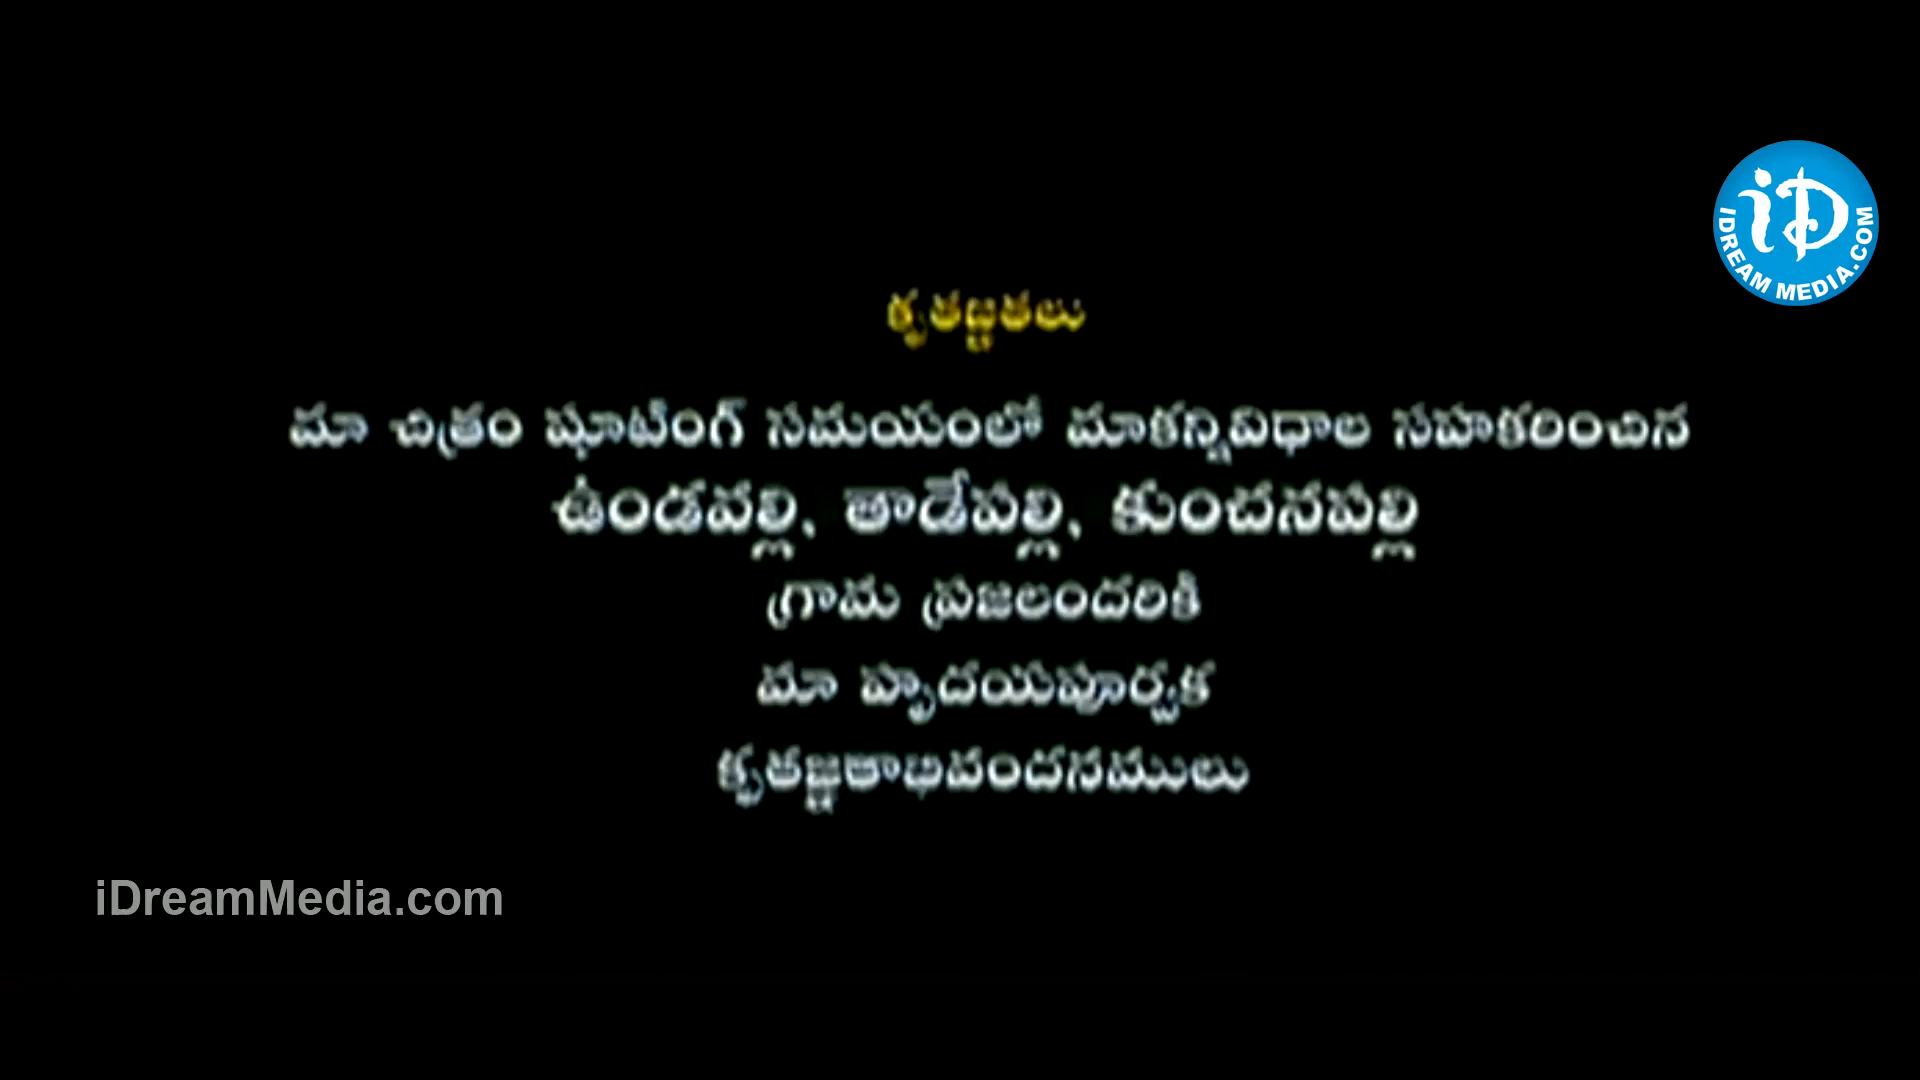 కృతజ్ఞతలు
మా చిత్రం షూటింగ్ సమయంలో మాకన్నివిధాల సహకరించిన
ఉండవల్లి, తాడేపల్లి, కుంచనపల్లి
గ్రామ ప్రజలందరికి
మా హృదయపూర్వక
కృతజ్ఞతాభివందనములు
iD
IDREAM MEDIA.COM
iDreamMedia.com